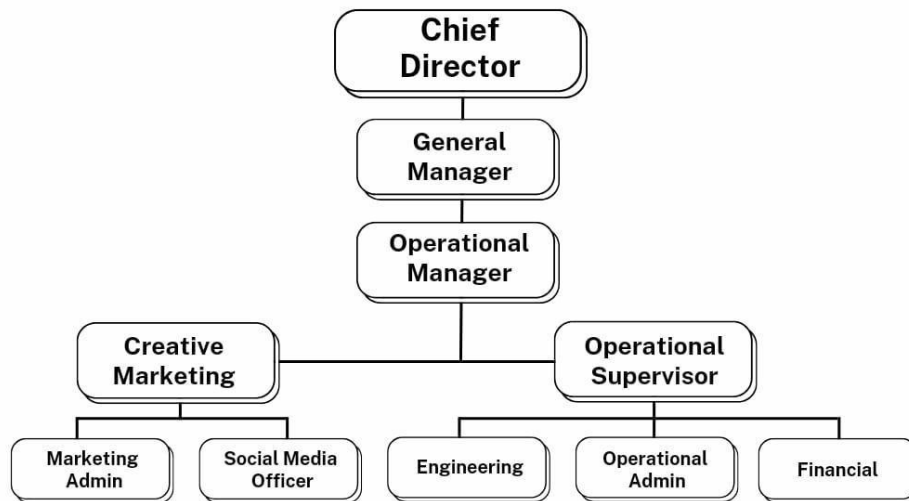 Chief
Director
General
Manager
Operational
Manager
Creative
Marketing
Operational
Supervisor
Marketing
Admin
Social Media
Officer
Engineering
Operational
Admin
Financial